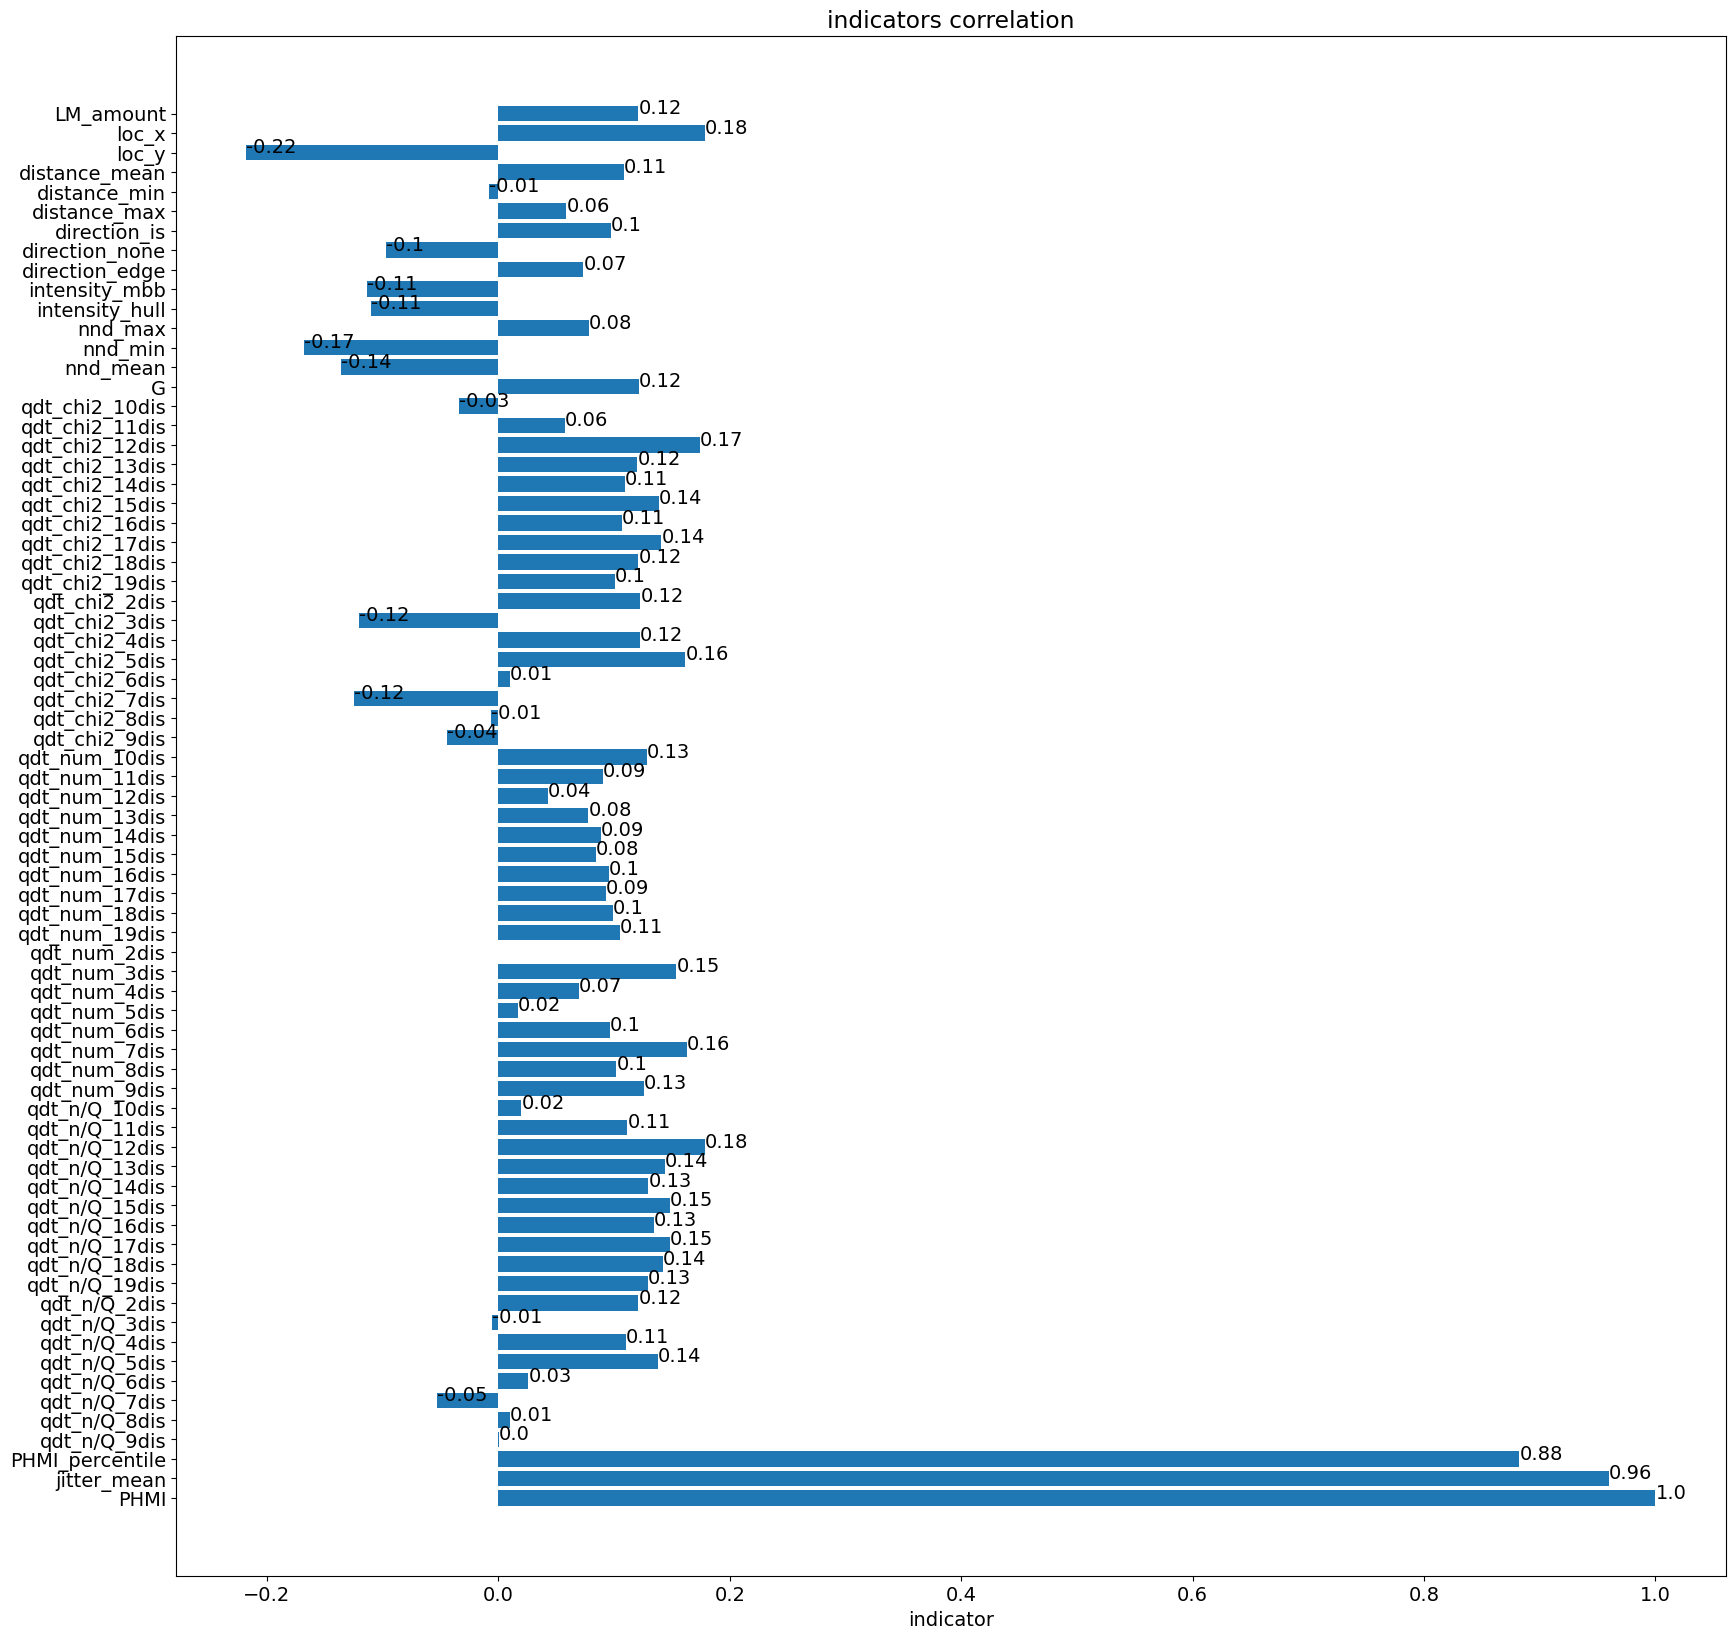 indicators correlation
LM_amount 0.12
loc_x 0.18
loc_y -0.22
distance_mean 0.11
distance_min -0.01
distance_max 0.06
direction_is 0.1
direction_none -0.1
direction_edge 0.07
intensity_mbb -0.11
intensity_hull -0.11
nnd_max 0.08
nnd_min -0.17
nnd_mean -0.14
G 0.12
qdt_chi2_10dis -0.03
qdt_chi2_11dis 0.06
qdt_chi2_12dis 0.17
qdt_chi2_13dis 0.12
qdt_chi2_14dis 0.11
qdt_chi2_15dis 0.14
qdt_chi2_16dis 0.11
qdt_chi2_17dis 0.14
qdt_chi2_18dis 0.12
qdt_chi2_19dis 0.1
qdt_chi2_2dis 0.12
qdt_chi2_3dis -0.12
qdt_chi2_4dis 0.12
qdt_chi2_5dis 0.16
qdt_chi2_6dis 0.01
qdt_chi2_7dis -0.12
qdt_chi2_8dis -0.01
qdt_chi2_9dis -0.04
qdt_num_10dis 0.13
qdt_num_11dis 0.09
qdt_num_12dis 0.04
qdt_num_13dis 0.08
qdt_num_14dis 0.09
qdt_num_15dis 0.08
qdt_num_16dis 0.1
qdt_num_17dis 0.09
qdt_num_18dis 0.1
qdt_num_19dis 0.11
qdt_num_2dis
qdt_num_3dis 0.15
qdt_num_4dis 0.07
qdt_num_5dis 0.02
qdt_num_6dis 0.1
qdt_num_7dis 0.16
qdt_num_8dis 0.1
qdt_num_9dis 0.13
qdt_n/Q_10dis 0.02
qdt_n/Q_11dis 0.11
qdt_n/Q_12dis 0.18
qdt_n/Q_13dis 0.14
qdt_n/Q_14dis 0.13
qdt_n/Q_15dis 0.15
qdt_n/Q_16dis 0.13
qdt_n/Q_17dis 0.15
qdt_n/Q_18dis 0.14
qdt_n/Q_19dis 0.13
qdt_n/Q_2dis 0.12
qdt_n/Q_3dis -0.01
qdt_n/Q_4dis 0.11
qdt_n/Q_5dis 0.14
qdt_n/Q_6dis 0.03
qdt_n/Q_7dis -0.05
qdt_n/Q_8dis 0.01
qdt_n/Q_9dis 0.0
PHMI_percentile 0.88
jitter_mean 0.96
PHMI 1.0
−0.2 0.0 0.2 0.4 0.6 0.8 1.0
indicator